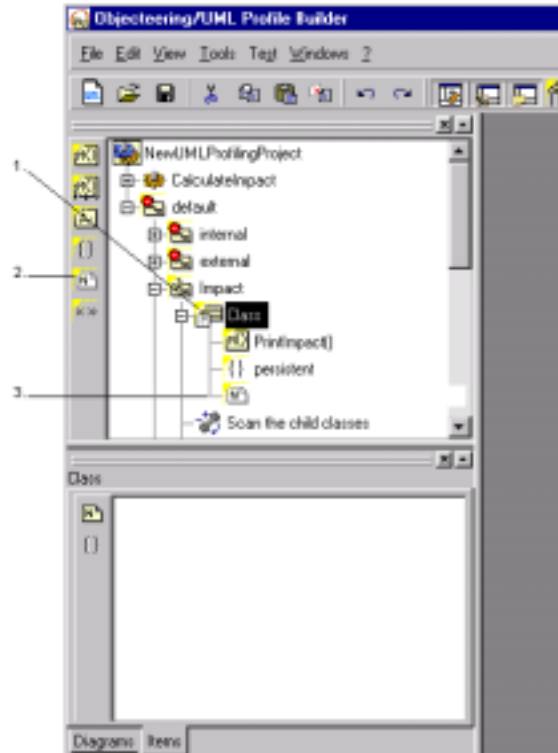 Objecteering/UML Profile Builder
File Edit View Tools Test Windows ?
NewUMLProfilingProject
1
CalculateImpact
default
internal
external
2
Impact
Class
PrintImpact()
{ } persistent
3
Scan the child classes
Class
Diagrams Items